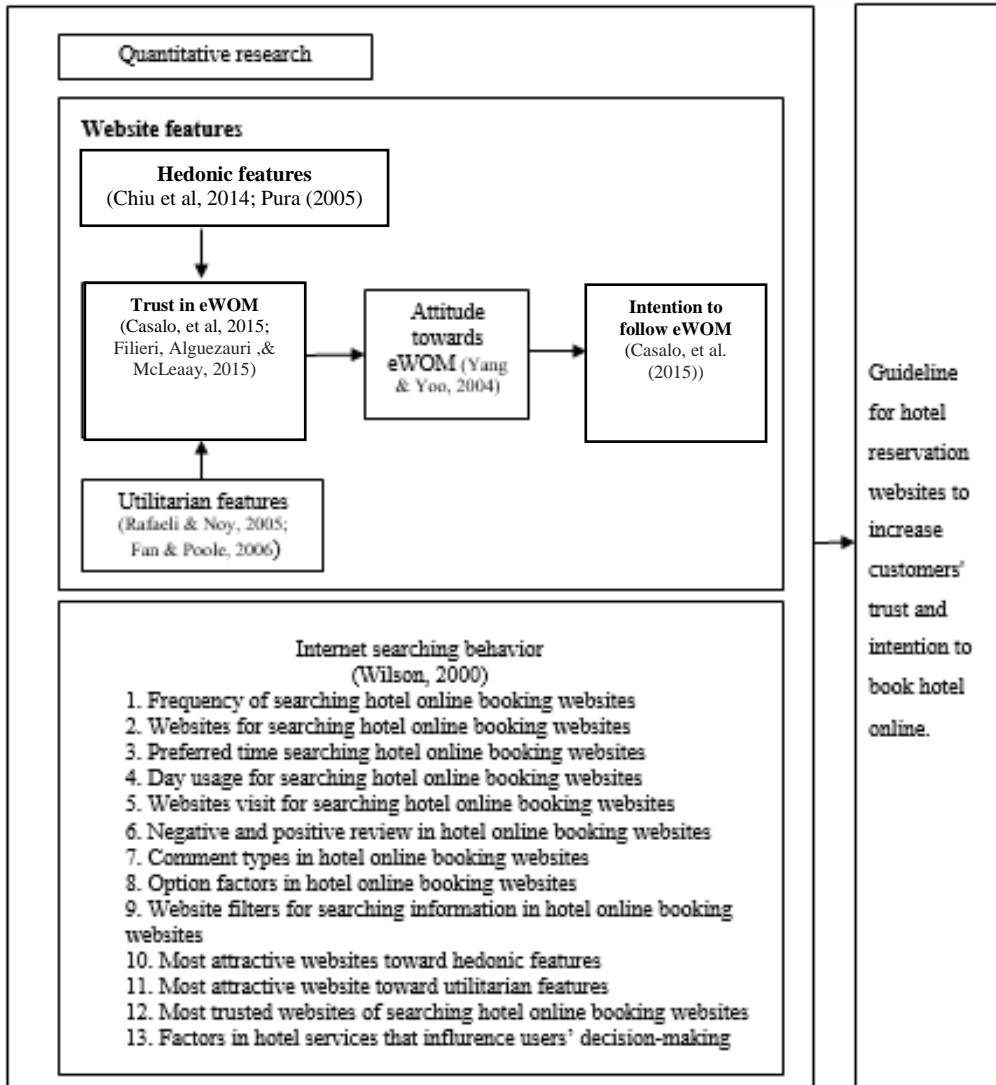 Quantitative research
Website features
Hedonic features
(Chiu et al, 2014; Pura (2005)
Trust in eWOM
(Casalo, et al, 2015;
Filieri, Alguezauri ,&
McLeaay, 2015)
Attitude
towards
eWOM (Yang
& Yoo, 2004)
Intention to
follow eWOM
(Casalo, et al.
(2015))
Utilitarian features
(Rafaeli & Noy, 2005;
Fan & Poole, 2006)
Internet searching behavior
(Wilson, 2000)
1. Frequency of searching hotel online booking websites
2. Websites for searching hotel online booking websites
3. Preferred time searching hotel online booking websites
4. Day usage for searching hotel online booking websites
5. Websites visit for searching hotel online booking websites
6. Negative and positive review in hotel online booking websites
7. Comment types in hotel online booking websites
8. Option factors in hotel online booking websites
9. Website filters for searching information in hotel online booking
websites
10. Most attractive websites toward hedonic features
11. Most attractive website toward utilitarian features
12. Most trusted websites of searching hotel online booking websites
13. Factors in hotel services that influrence users' decision-making
Guideline
for hotel
reservation
websites to
increase
customers'
trust and
intention to
book hotel
online.